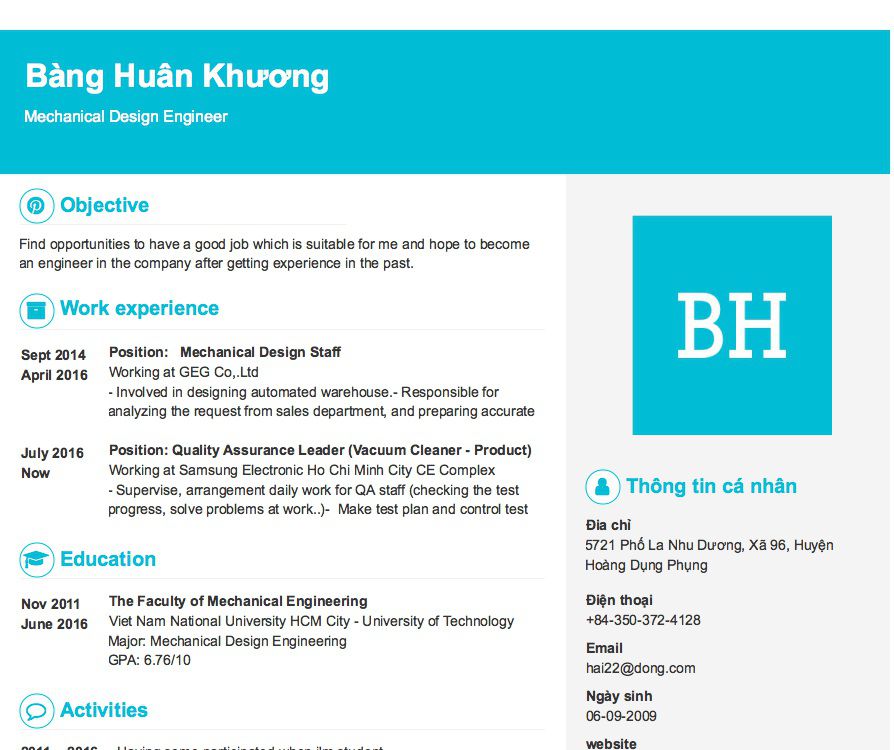 Bàng Huân Khương
Mechanical Design Engineer
Objective
Find opportunities to have a good job which is suitable for me and hope to become
an engineer in the company after getting experience in the past.
Work experience
Sept 2014
April 2016
Position: Mechanical Design Staff
Working at GEG Co,.Ltd
- Involved in designing automated warehouse.- Responsible for
analyzing the request from sales department, and preparing accurate
July 2016
Now
Position: Quality Assurance Leader (Vacuum Cleaner - Product)
Working at Samsung Electronic Ho Chi Minh City CE Complex
- Supervise, arrangement daily work for QA staff (checking the test
progress, solve problems at work..)- Make test plan and control test
Education
Nov 2011
June 2016
The Faculty of Mechanical Engineering
Viet Nam National University HCM City - University of Technology
Major: Mechanical Design Engineering
GPA: 6.76/10
Activities
2011 2016 Having some participated when ilm student
BH
Thông tin cá nhân
Địa chỉ
5721 Phố La Nhu Dương, Xã 96, Huyện
Hoàng Dụng Phụng
Điện thoại
+84-350-372-4128
Email
hai22@dong.com
Ngày sinh
06-09-2009
website